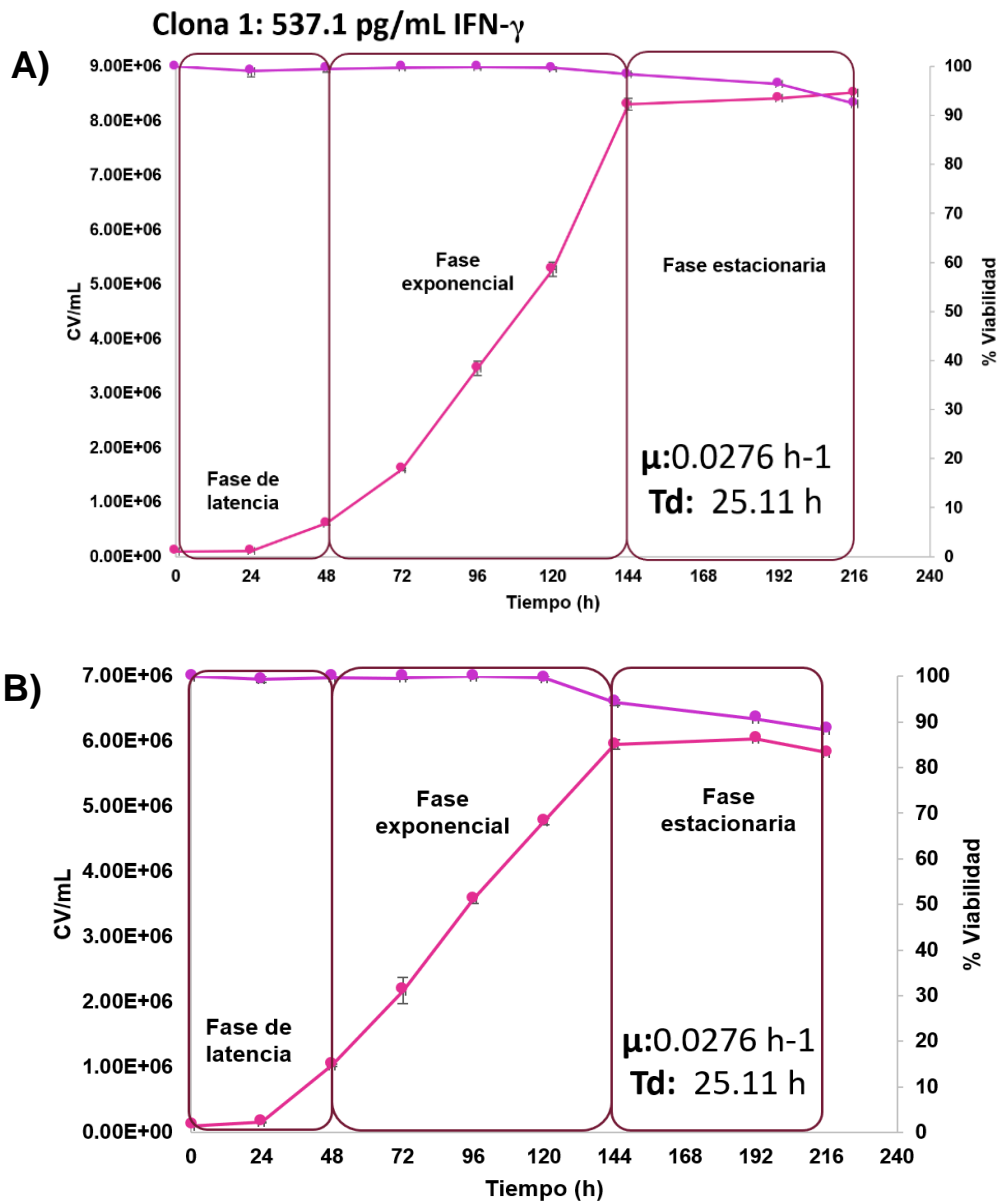 Clona 1: 537.1 pg/mL IFN-γ
A)
9.00E+06
8.00E+06
7.00E+06
6.00E+06
5.00E+06
4.00E+06
3.00E+06
2.00E+06
1.00E+06
0.00E+00
CV/mL
100
90
80
70
60
50
40
30
20
10
0
% Viabilidad
Fase de
latencia
Fase
exponencial
Fase estacionaria
µ:0.0276 h-1
Td: 25.11 h
0 24 48 72 96 120 144 168 192 216 240
Tiempo (h)
B)
7.00E+06
6.00E+06
5.00E+06
4.00E+06
3.00E+06
2.00E+06
1.00E+06
0.00E+00
CV/mL
100
90
80
70
60
50
40
30
20
10
0
% Viabilidad
Fase de
latencia
Fase
exponencial
Fase
estacionaria
µ:0.0276 h-1
Td: 25.11 h
0 24 48 72 96 120 144 168 192 216 240
Tiempo (h)